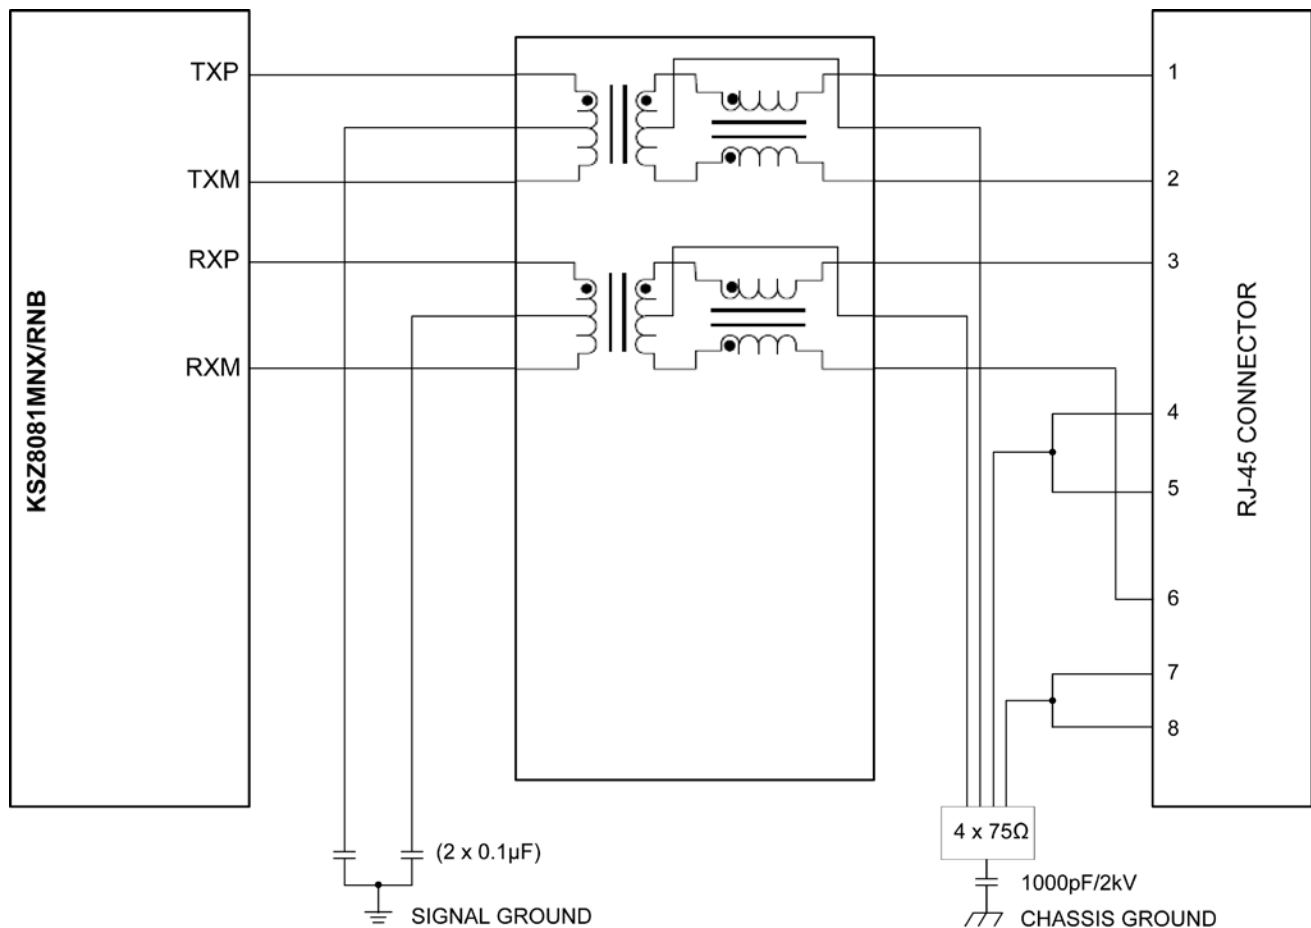 TXP
TXM
RXP
RXM
KSZ8081MNX/RNB
1
2
3
4
5
6
7
8
RJ-45 CONNECTOR
(2 x 0.1µF)
SIGNAL GROUND
4 x 75Ω
1000pF/2kV
CHASSIS GROUND